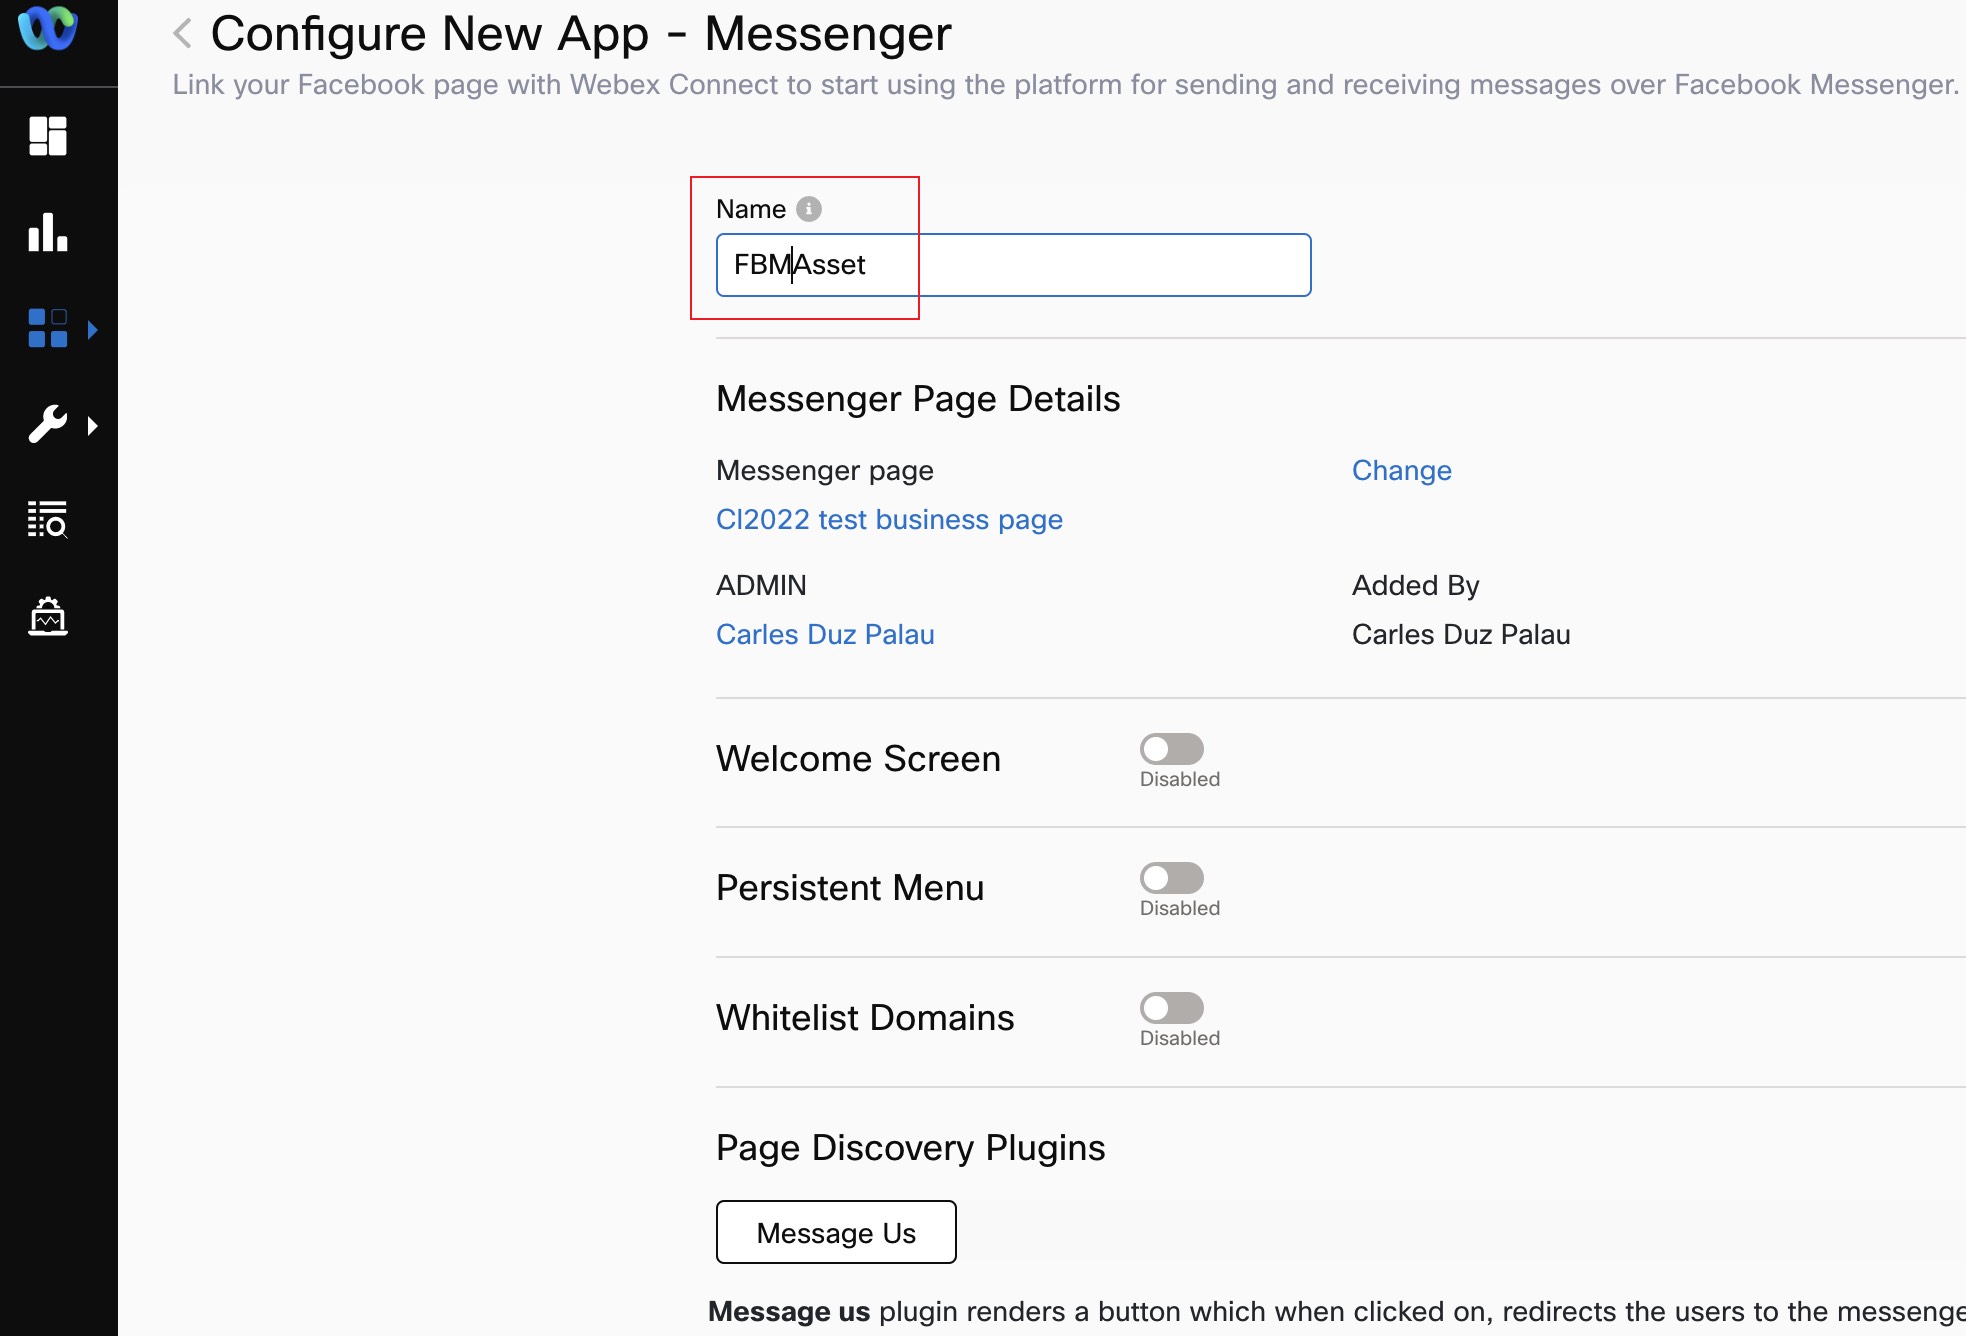 Configure New App - Messenger
Link your Facebook page with Webex Connect to start using the platform for sending and receiving messages over Facebook Messenger.
Name
FBMAsset
Messenger Page Details
Messenger page
Change
Cl2022 test business page
ADMIN
Added By
Carles Duz Palau
Carles Duz Palau
Welcome Screen
Disabled
Persistent Menu
Disabled
Whitelist Domains
Disabled
Page Discovery Plugins
Message Us
Message us plugin renders a button which when clicked on, redirects the users to the messenge